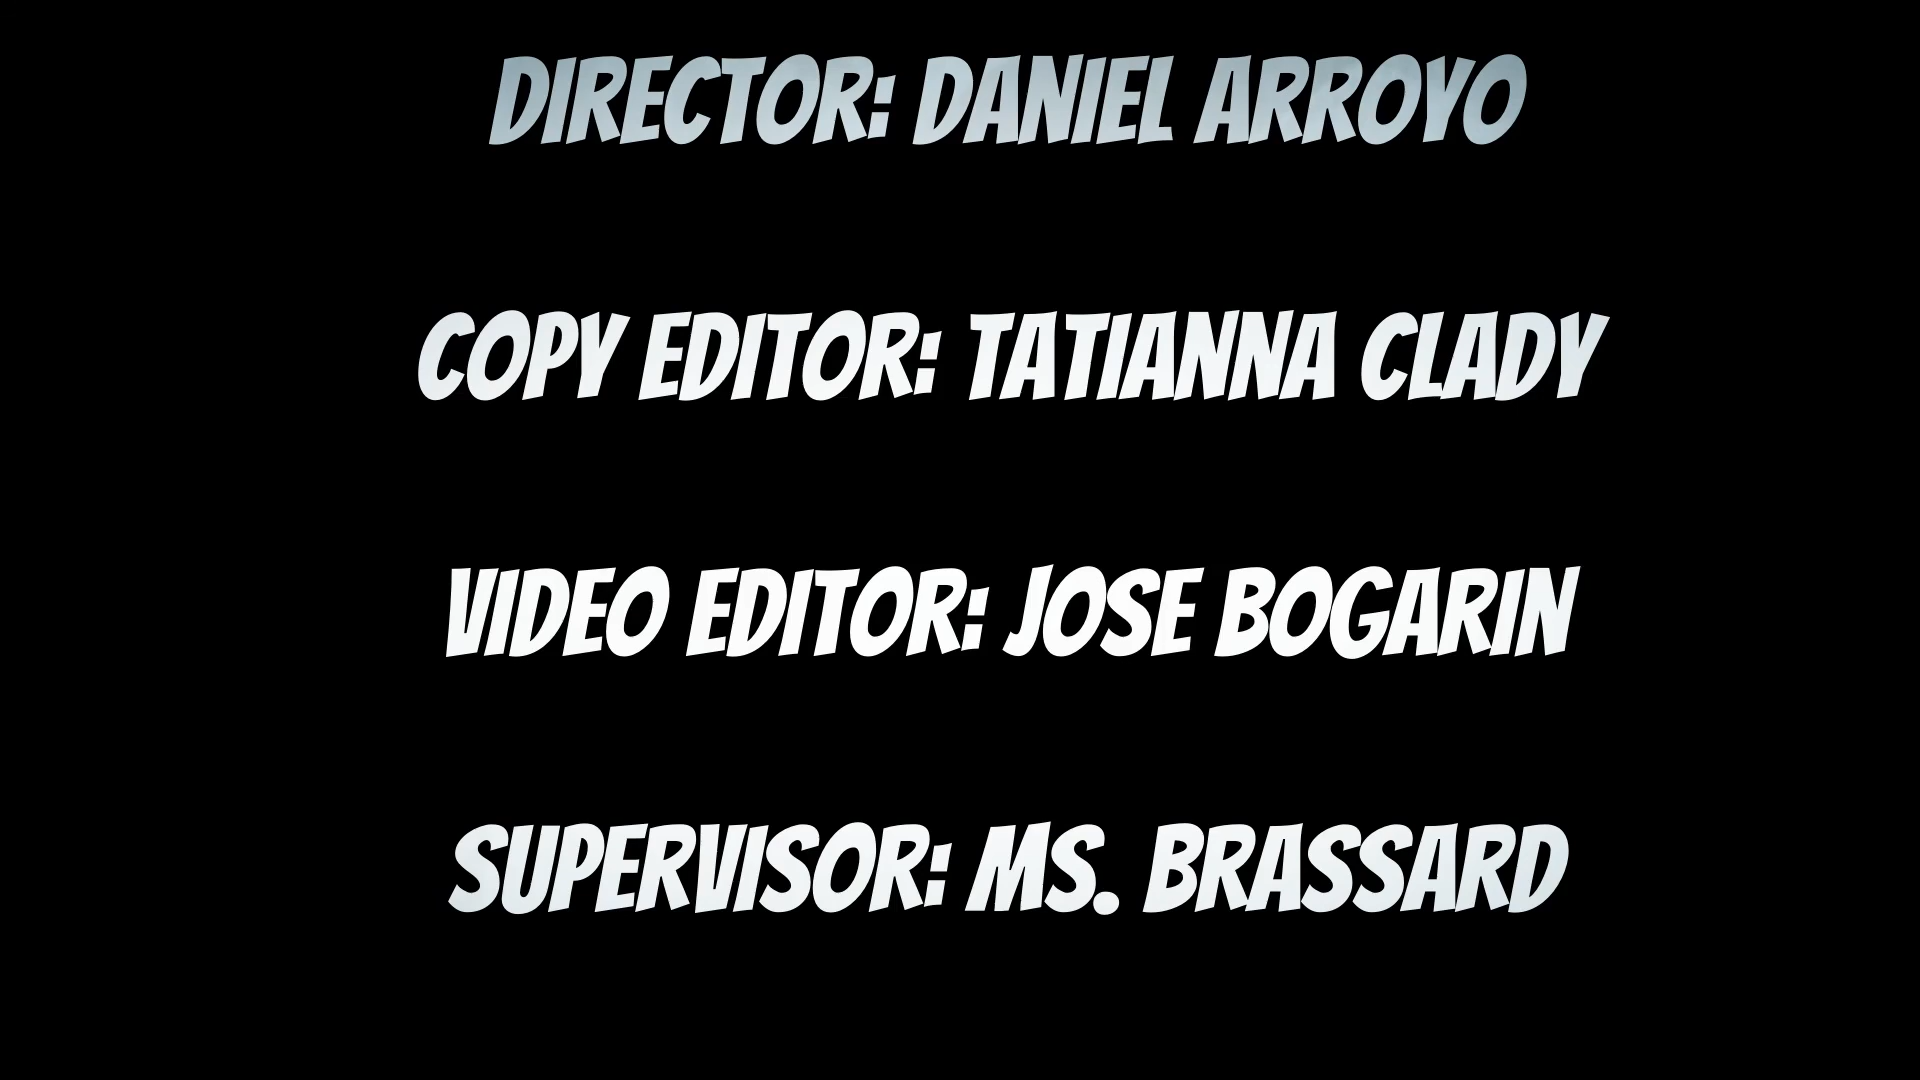 DIRECTOR: DANIEL ARROYO
COPY EDITOR: TATIANNA CLADY
VIDEO EDITOR: JOSE BOGARIN
SUPERVISOR: MS. BRASSARD